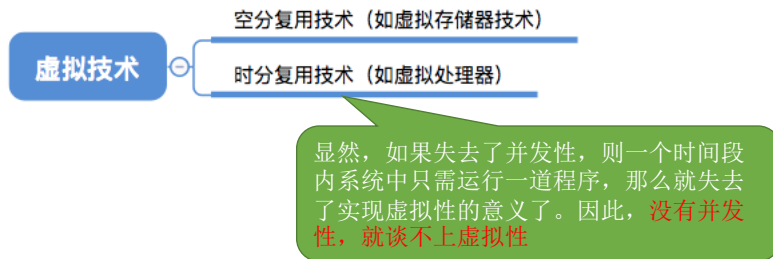 空分复用技术（如虚拟存储器技术）
虚拟技术
时分复用技术（如虚拟处理器）
显然，如果失去了并发性，则一个时间段
内系统中只需运行一道程序，那么就失去
了实现虚拟性的意义了。因此，没有并发
性，就谈不上虚拟性